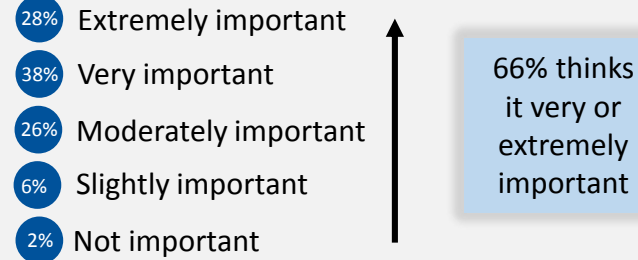 28% Extremely important
38% Very important
26% Moderately important
6% Slightly important
2% Not important
66% thinks
it very or
extremely
important